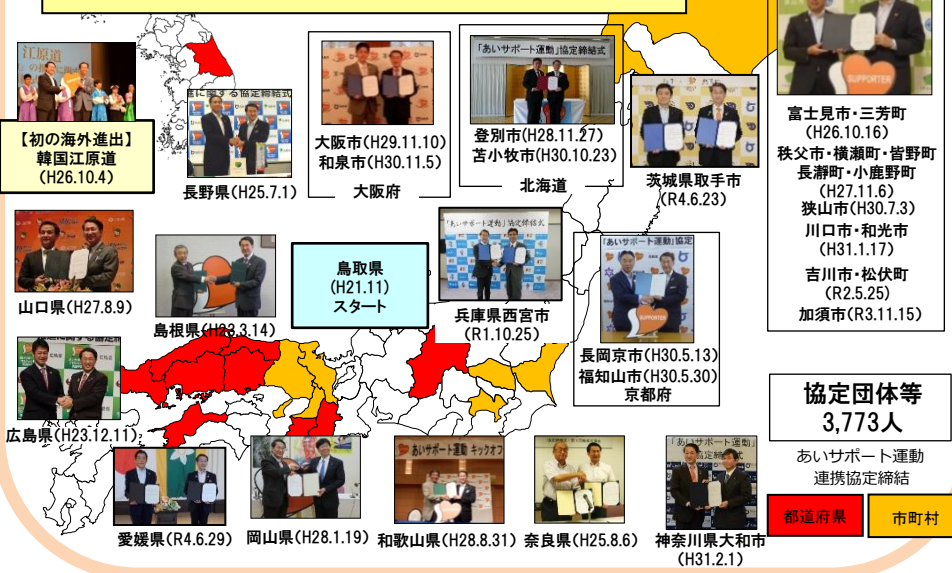 江原道
【初の海外進出】
韓国江原道
(H26.10.4)
に関する協定締結式
長野県(H25.7.1)
大阪市(H29.11.10)
和泉市(H30.11.5)
大阪府
「あいサポート運動」協定締結式
登別市(H28.11.27)
苫小牧市(H30.10.23)
北海道
茨城県取手市
(R4.6.23)
SUPPORTER
富士見市・三芳町
(H26.10.16)
秩父市・横瀬町・皆野町
長瀞町・小鹿野町
(H27.11.6)
狭山市(H30.7.3)
川口市・和光市
(H31.1.17)
吉川市・松伏町
(R2.5.25)
加須市(R3.11.15)
山口県(H27.8.9)
島根県(H23.3.14)
鳥取県
(H21.11)
スタート
「あいサポート運動」協定締結式
兵庫県西宮市
(R1.10.25)
「あいサポート運動」協定
SUPPORTER
長岡京市(H30.5.13)
福知山市(H30.5.30)
京都府
広島県(H23.12.11)
協定団体等
3,773人
あいサポート運動
連携協定締結
都道府県
市町村
愛媛県(R4.6.29)
岡山県(H28.1.19)
あいサポート運動 キックオフ
和歌山県(H28.8.31)
奈良県(H25.8.6)
「あいサポート運動」
神奈川県大和市
(H31.2.1)